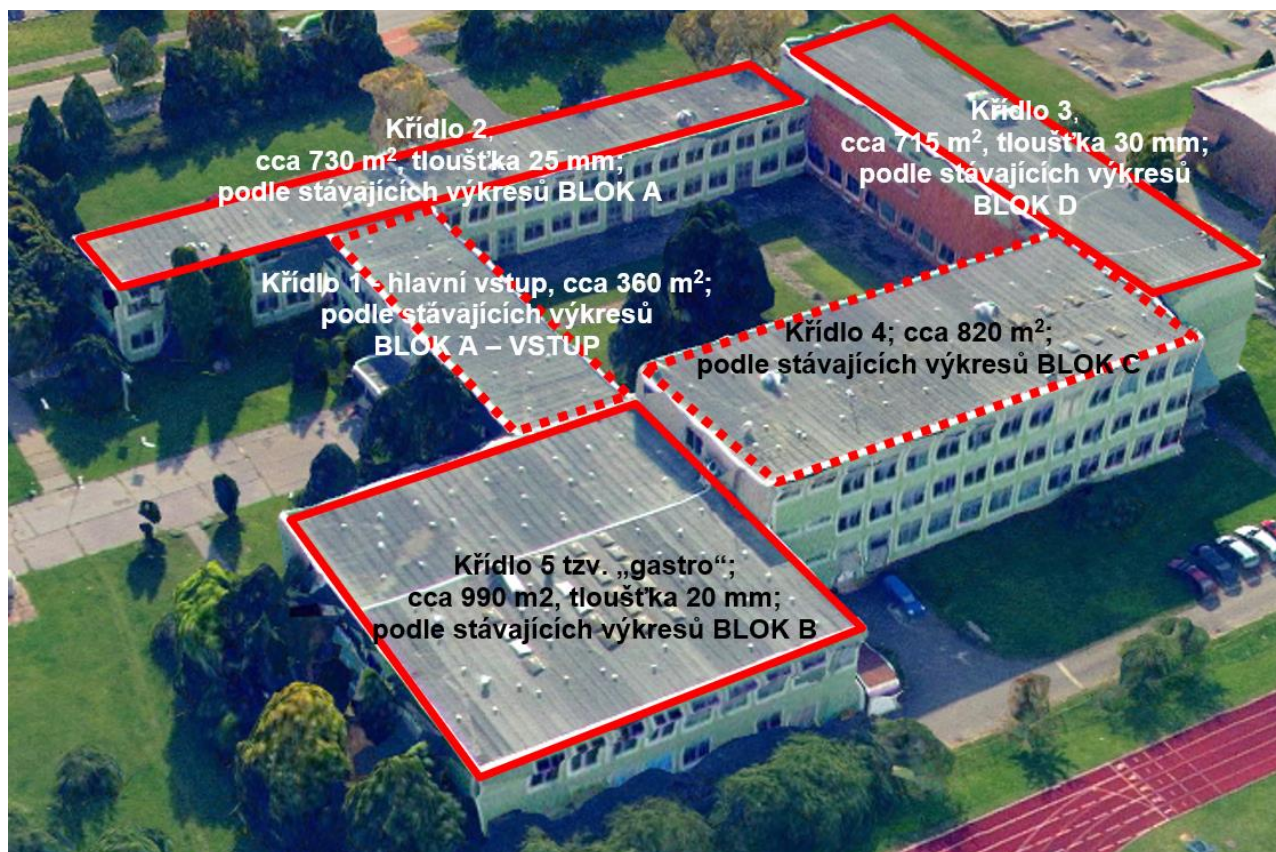 Křídlo 2,
cca 730 m², tloušťka 25 mm;
podle stávajících výkresů BLOK A
Křídlo 3,
cca 715 m², tloušťka 30 mm;
podle stávajících výkresů
BLOK D
Křídlo 1 - hlavní vstup, cca 360 m²;
podle stávajících výkresů
BLOK A – VSTUP
Křídlo 4; cca 820 m²;
podle stávajících výkresů BLOK C
Křídlo 5 tzv. „gastro“;
cca 990 m2, tloušťka 20 mm;
podle stávajících výkresů BLOK B